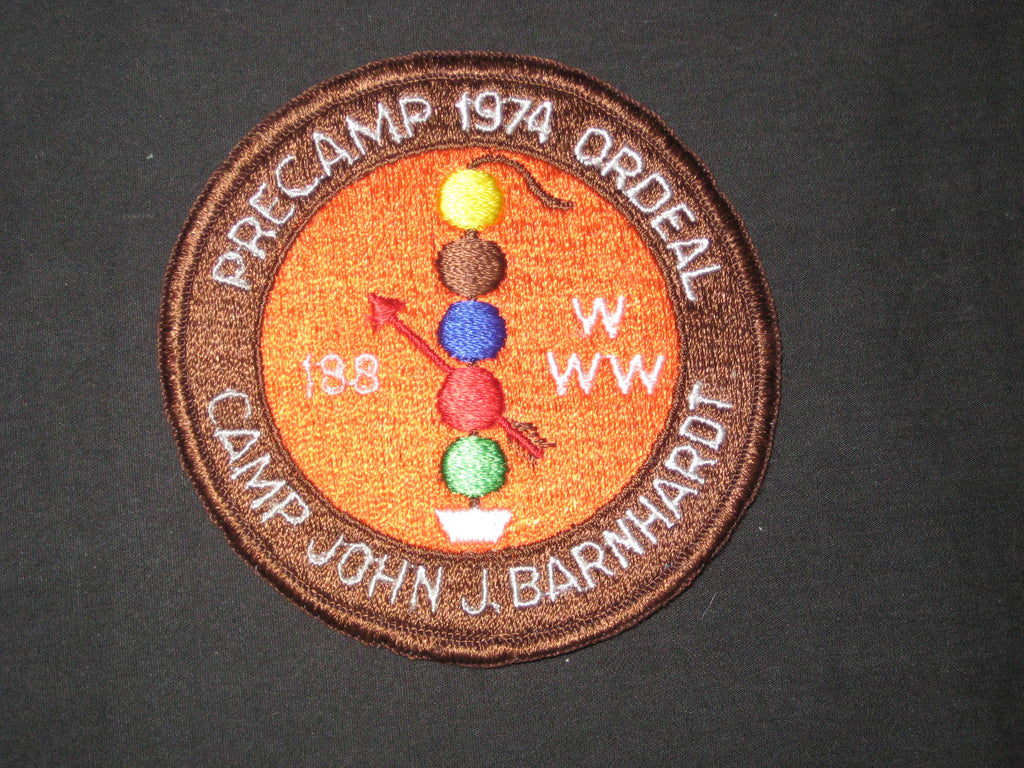 PRECAMP 1974 ORDEAL
188
W
WW
CAMP JOHN J. BARNHARDT